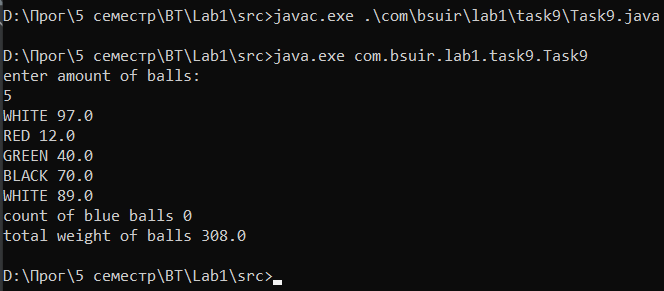 D:\Прог\5 семестр\ВТ\Lab1\src>javac.exe .\com\bsuir\lab1\task9\Task9.java
D:\Прог\5 семестр\ВТ\Lab1\src>java.exe com.bsuir.lab1.task9.Task9
enter amount of balls:
5
WHITE 97.0
RED 12.0
GREEN 40.0
BLACK 70.0
WHITE 89.0
count of blue balls 0
total weight of balls 308.0
D:\Прог\5 семестр\ВТ\Lab1\src>